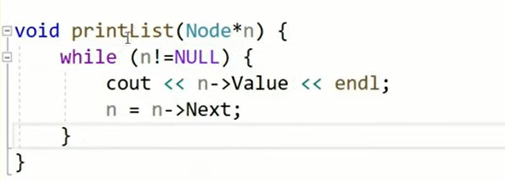 void printList(Node*n) {
    while (n!=NULL) {
        cout << n->Value << endl;
        n = n->Next;
    }
}